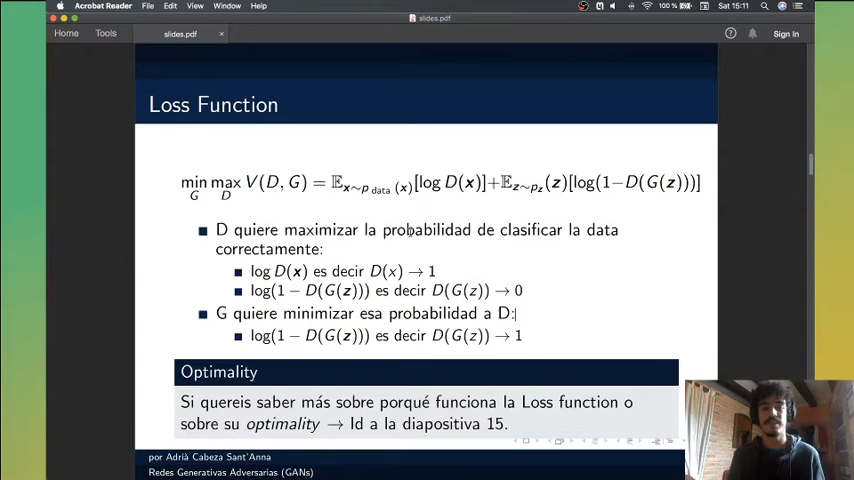 Acrobat Reader File Edit View Window Help 100 % Sat 15:11
slides.pdf
Home Tools slides.pdf × Sign In
Loss Function
min max V(D, G) = 𝔼x∼p data (x)[log D(x)]+𝔼z∼pz(z)[log(1−D(G(z)))]
G D
D quiere maximizar la probabilidad de clasificar la data
correctamente:
log D(x) es decir D(x) → 1
log(1 − D(G(z))) es decir D(G(z)) → 0
G quiere minimizar esa probabilidad a D:
log(1 − D(G(z))) es decir D(G(z)) → 1
Optimality
Si quereis saber más sobre porqué funciona la Loss function o
sobre su optimality → Id a la diapositiva 15.
por Adrià Cabeza Sant'Anna
Redes Generativas Adversarias (GANs)